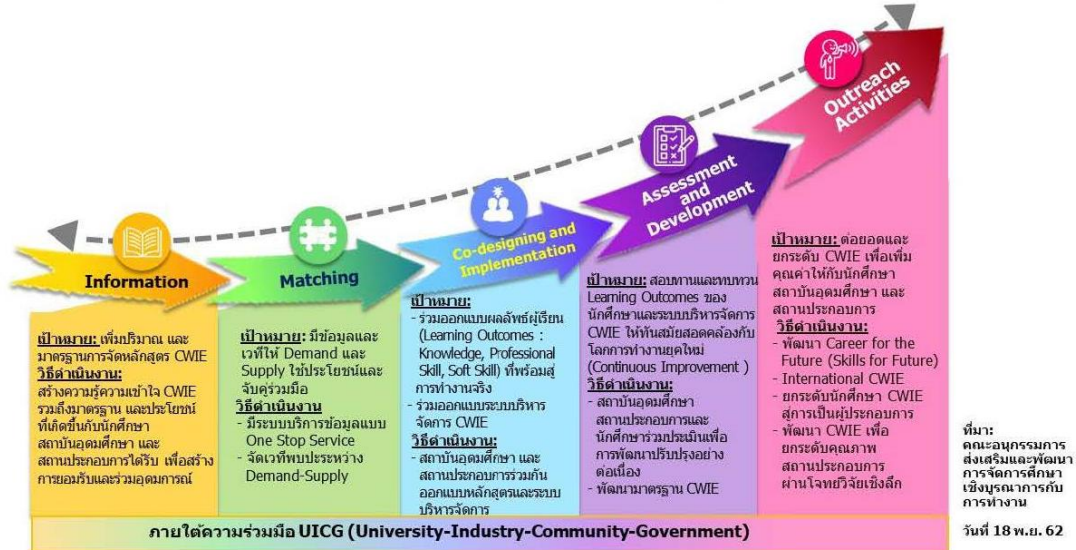 Information
เป้าหมาย: เพิ่มปริมาณ และ
มาตรฐานการจัดหลักสูตร CWIE
วิธีดำเนินงาน:
สร้างความรู้ความเข้าใจ CWIE
รวมถึงมาตรฐาน และประโยชน์
ที่เกิดขึ้นกับนักศึกษา
สถาบันอุดมศึกษา และ
สถานประกอบการได้รับ เพื่อสร้าง
การยอมรับและร่วมอุดมการณ์
Matching
เป้าหมาย: มีข้อมูลและ
เวทีให้ Demand และ
Supply ใช้ประโยชน์และ
จับคู่ร่วมมือ
วิธีดำเนินงาน
- มีระบบบริการข้อมูลแบบ
One Stop Service
- จัดเวทีพบปะระหว่าง
Demand-Supply
Co-designing and
Implementation
เป้าหมาย:
- ร่วมออกแบบผลลัพธ์ผู้เรียน
(Learning Outcomes :
Knowledge, Professional
Skill, Soft Skill) ที่พร้อมสู่
การทำงานจริง
- ร่วมออกแบบระบบบริหาร
จัดการ CWIE
วิธีดำเนินงาน:
- สถาบันอุดมศึกษา และ
สถานประกอบการร่วมกัน
ออกแบบหลักสูตรและระบบ
บริหารจัดการ
Assessment
and
Development
เป้าหมาย: สอบทานและทบทวน
Learning Outcomes ของ
นักศึกษาและระบบบริหารจัดการ
CWIE ให้ทันสมัยสอดคล้องกับ
โลกการทำงานยุคใหม่
(Continuous Improvement )
วิธีดำเนินงาน:
- สถาบันอุดมศึกษา
สถานประกอบการและ
นักศึกษาร่วมประเมินเพื่อ
การพัฒนาปรับปรุงอย่าง
ต่อเนื่อง
- พัฒนามาตรฐาน CWIE
Outreach
Activities
เป้าหมาย: ต่อยอดและ
ยกระดับ CWIE เพื่อเพิ่ม
คุณค่าให้กับนักศึกษา
สถาบันอุดมศึกษา และ
สถานประกอบการ
วิธีดำเนินงาน:
- พัฒนา Career for the
Future (Skills for Future)
- International CWIE
- ยกระดับนักศึกษา CWIE
สู่การเป็นผู้ประกอบการ
- พัฒนา CWIE เพื่อ
ยกระดับคุณภาพ
สถานประกอบการ
ผ่านโจทย์วิจัยเชิงลึก
ภายใต้ความร่วมมือ UICG (University-Industry-Community-Government)
ที่มา:
คณะอนุกรรมการ
ส่งเสริมและพัฒนา
การจัดการศึกษา
เชิงบูรณาการกับ
การทำงาน
วันที่ 18 พ.ย. 62